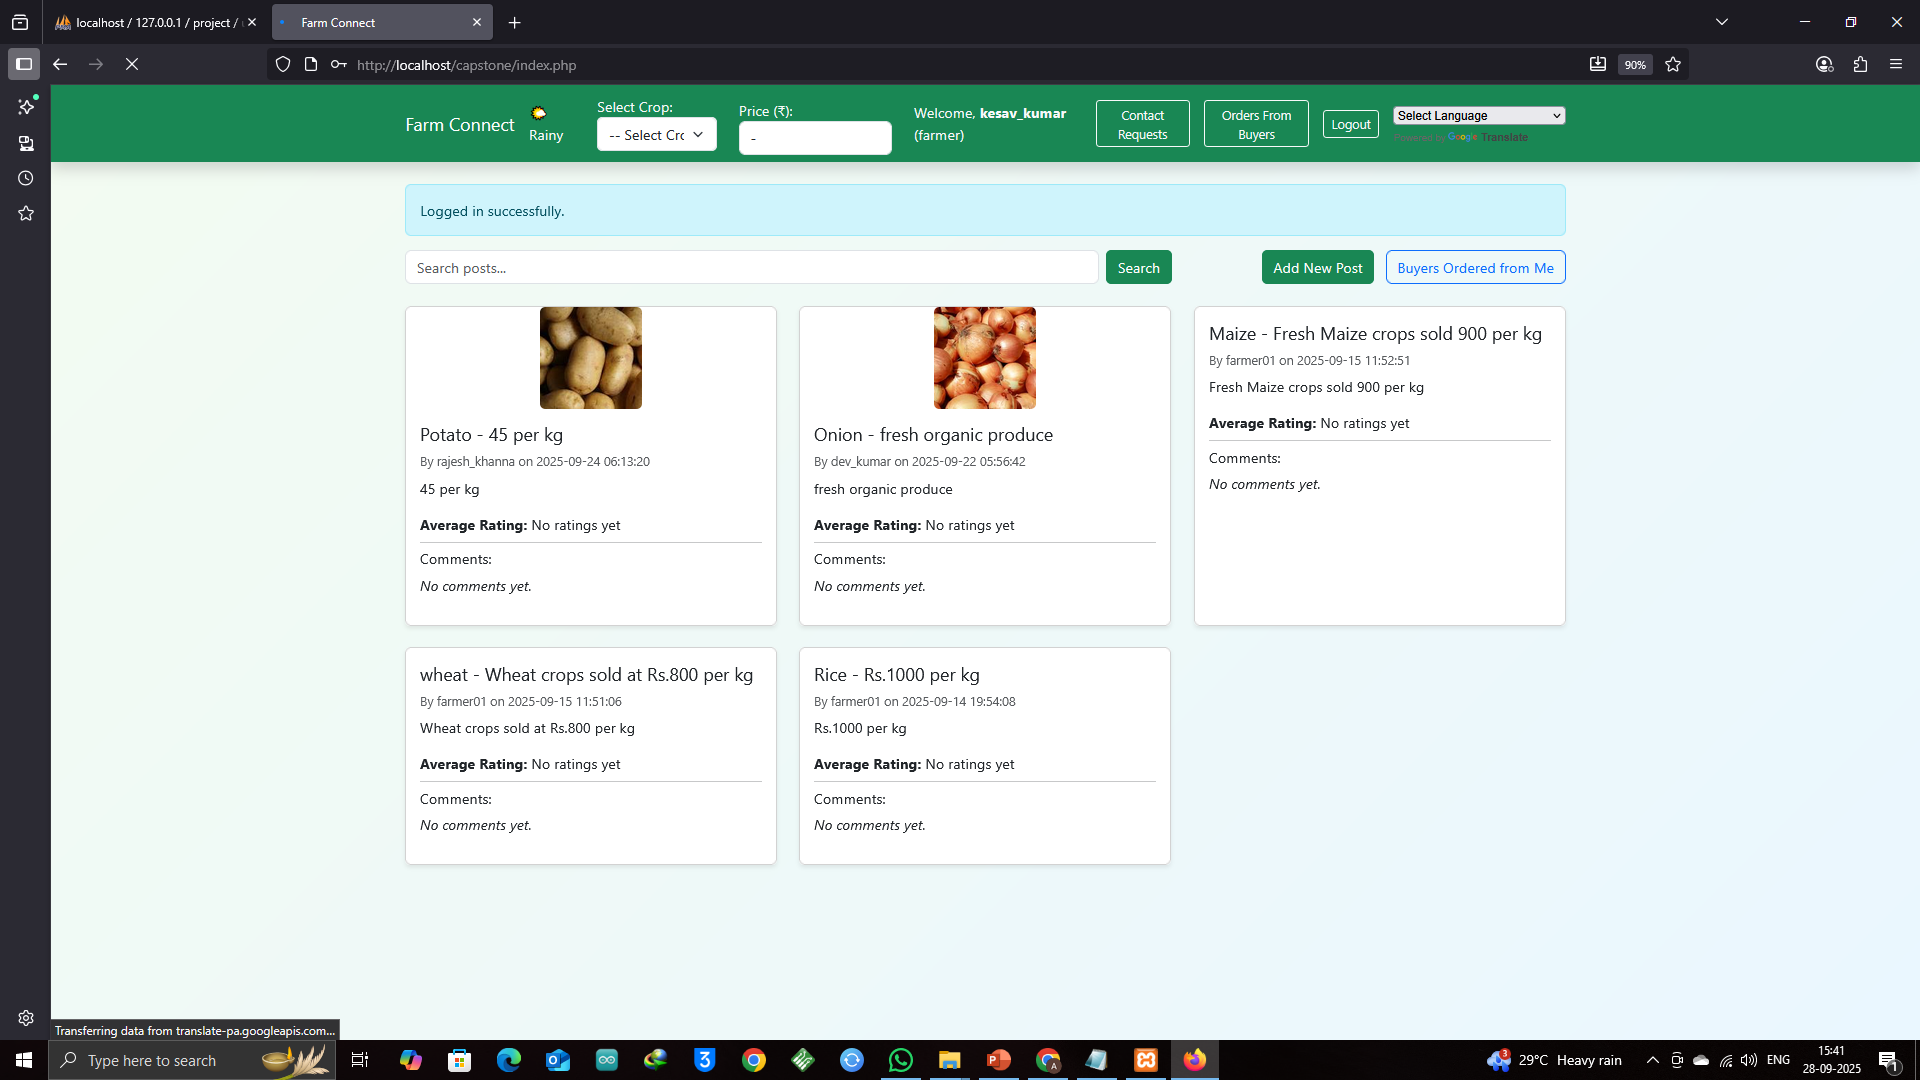 localhost / 127.0.0.1 / project /
Farm Connect
http://localhost/capstone/index.php
90%
Farm Connect
Rainy
Select Crop:
-- Select Cr
Price (₹):
-
Welcome, kesav_kumar
(farmer)
Contact
Requests
Orders From
Buyers
Logout
Select Language
Powered by Google Translate
Logged in successfully.
Search posts...
Search
Add New Post
Buyers Ordered from Me
Potato - 45 per kg
By rajesh_khanna on 2025-09-24 06:13:20
45 per kg
Average Rating: No ratings yet
Comments:
No comments yet.
Onion - fresh organic produce
By dev_kumar on 2025-09-22 05:56:42
fresh organic produce
Average Rating: No ratings yet
Comments:
No comments yet.
Maize - Fresh Maize crops sold 900 per kg
By farmer01 on 2025-09-15 11:52:51
Fresh Maize crops sold 900 per kg
Average Rating: No ratings yet
Comments:
No comments yet.
wheat - Wheat crops sold at Rs.800 per kg
By farmer01 on 2025-09-15 11:51:06
Wheat crops sold at Rs.800 per kg
Average Rating: No ratings yet
Comments:
No comments yet.
Rice - Rs.1000 per kg
By farmer01 on 2025-09-14 19:54:08
Rs.1000 per kg
Average Rating: No ratings yet
Comments:
No comments yet.
Transferring data from translate-pa.googleapis.com...
Type here to search
3
A
3
29°C Heavy rain
ENG
15:41
28-09-2025
1